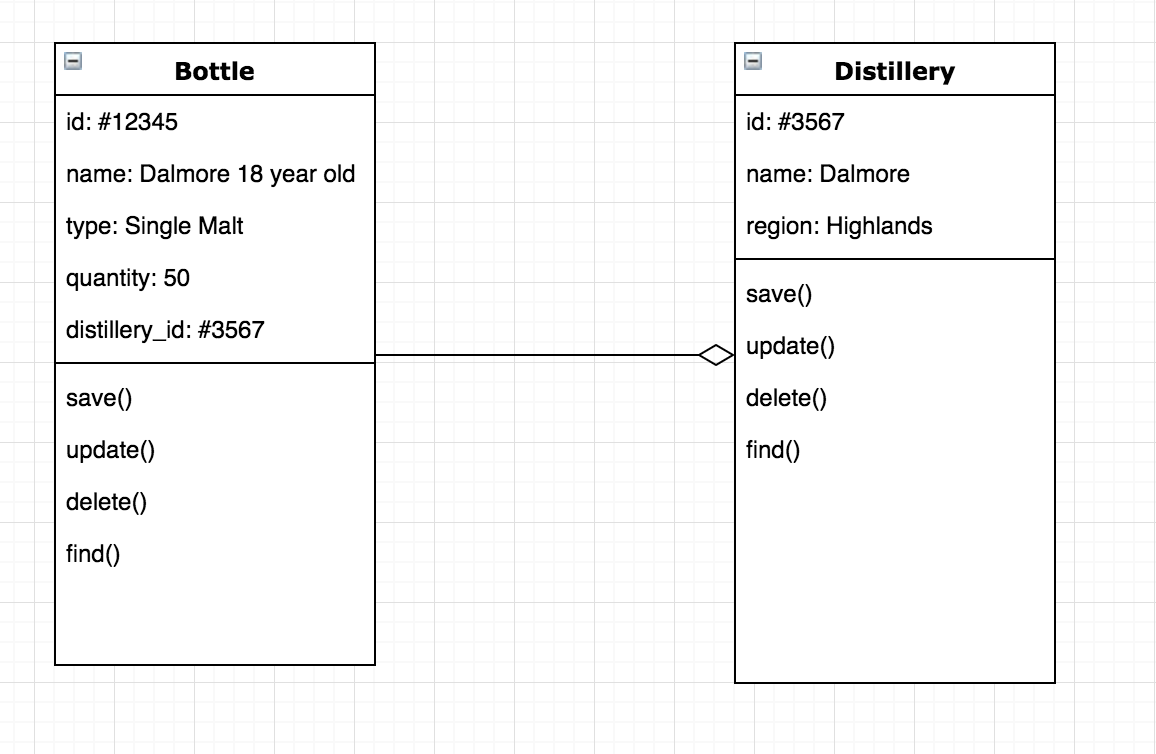 Bottle
id: #12345
name: Dalmore 18 year old
type: Single Malt
quantity: 50
distillery_id: #3567
save()
update()
delete()
find()
Distillery
id: #3567
name: Dalmore
region: Highlands
save()
update()
delete()
find()